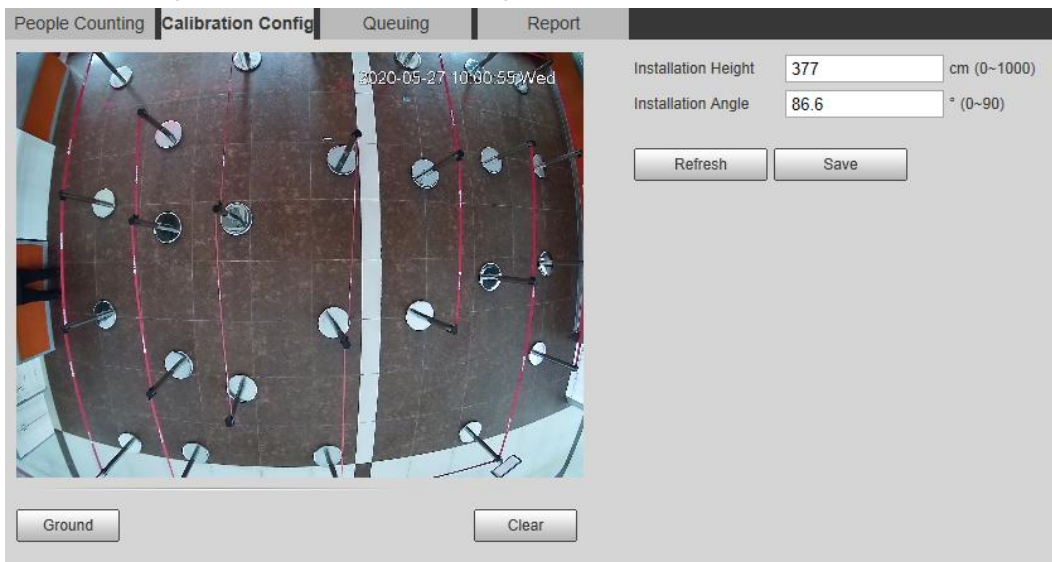 People Counting Calibration Config Queuing Report
2020-05-27 10:00:55 Wed
Installation Height 377 cm (0~1000)
Installation Angle 86.6 ° (0~90)
Refresh Save
Ground Clear